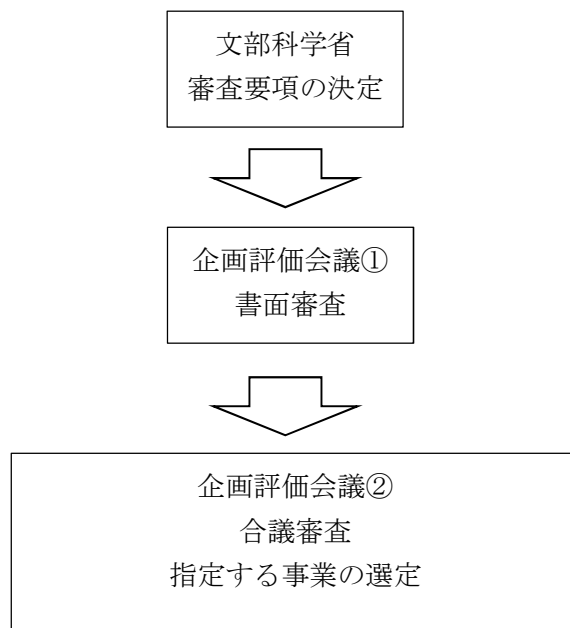 文部科学省
審査要項の決定
企画評価会議①
書面審査
企画評価会議②
合議審査
指定する事業の選定